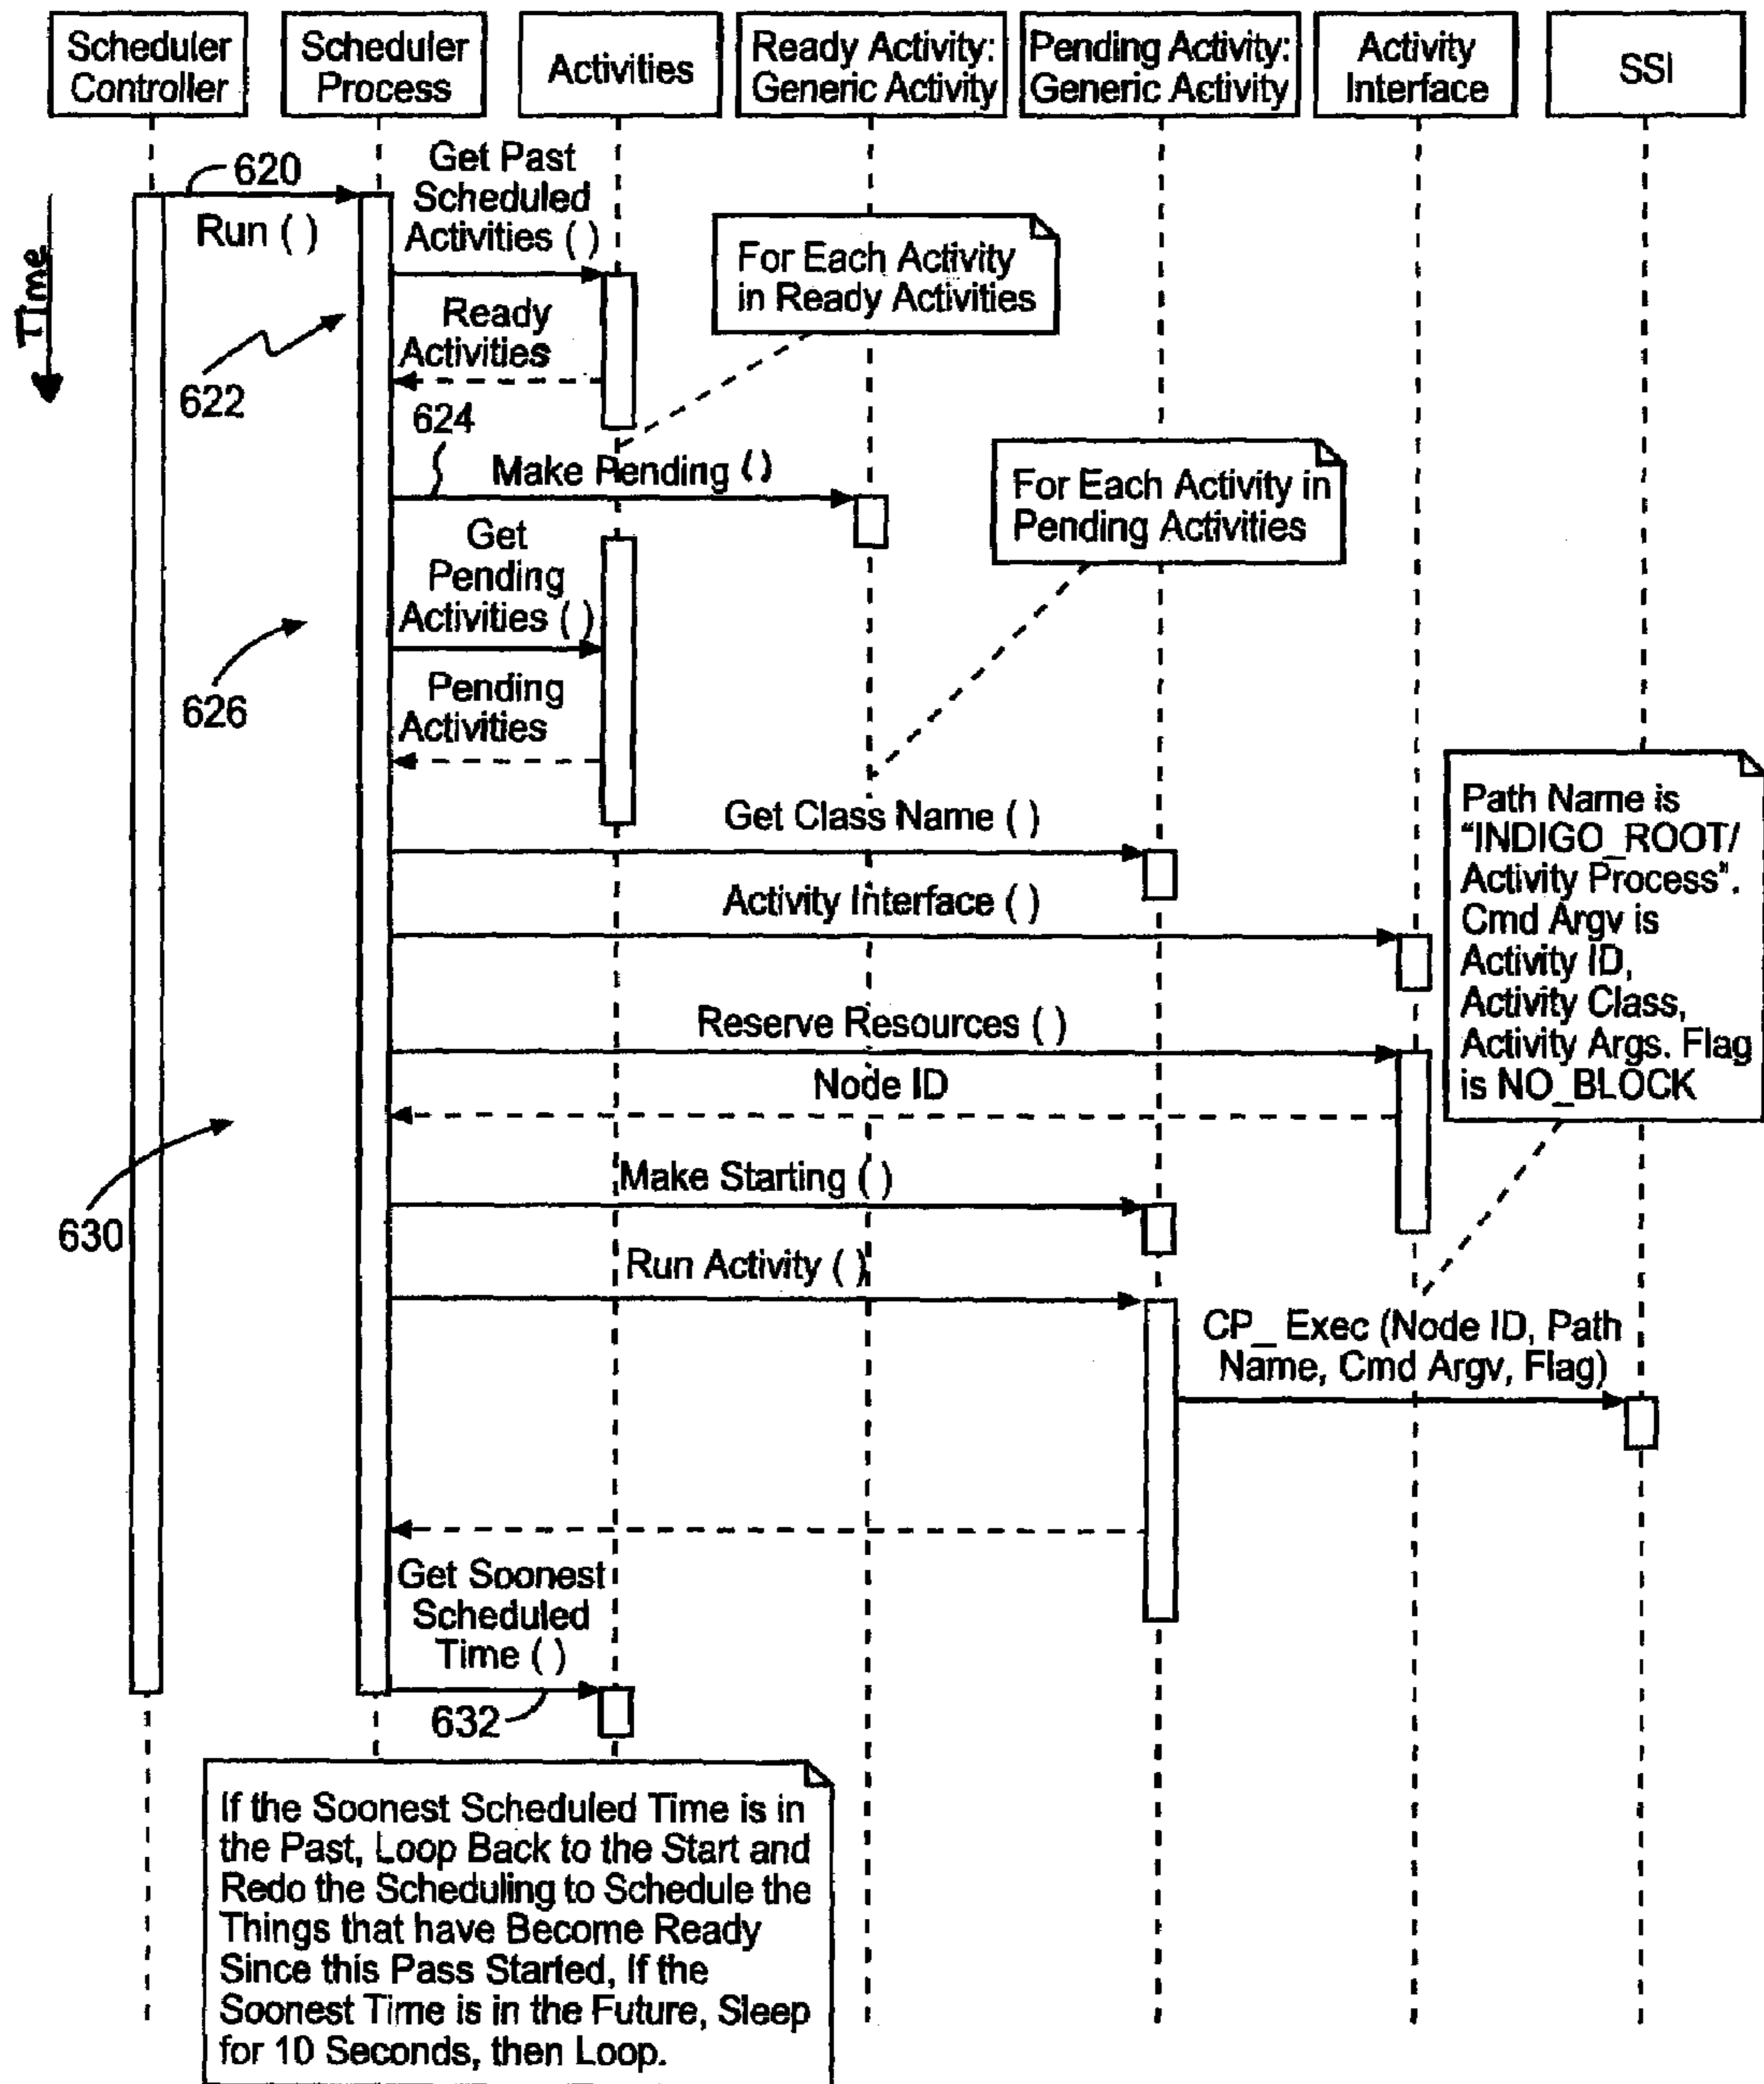 Scheduler
Controller
Scheduler
Process
Activities
Ready Activity:
Generic Activity
Pending Activity:
Generic Activity
Activity
Interface
SSI
Time
620
Run ( )
Get Past
Scheduled
Activities ( )
For Each Activity
in Ready Activities
Ready
Activities
622
624
Make Pending ()
For Each Activity in
Pending Activities
Get
Pending
Activities ( )
626
Pending
Activities
Get Class Name ( )
Activity Interface ( )
Path Name is
"INDIGO_ROOT/
Activity Process".
Cmd Argv is
Activity ID,
Activity Class,
Activity Args. Flag
is NO_BLOCK
Reserve Resources ( )
Node ID
630
Make Starting ( )
Run Activity ( )
CP_ Exec (Node ID, Path
Name, Cmd Argv, Flag)
Get Soonest
Scheduled
Time ( )
632
If the Soonest Scheduled Time is in
the Past, Loop Back to the Start and
Redo the Scheduling to Schedule the
Things that have Become Ready
Since this Pass Started, If the
Soonest Time is in the Future, Sleep
for 10 Seconds, then Loop.